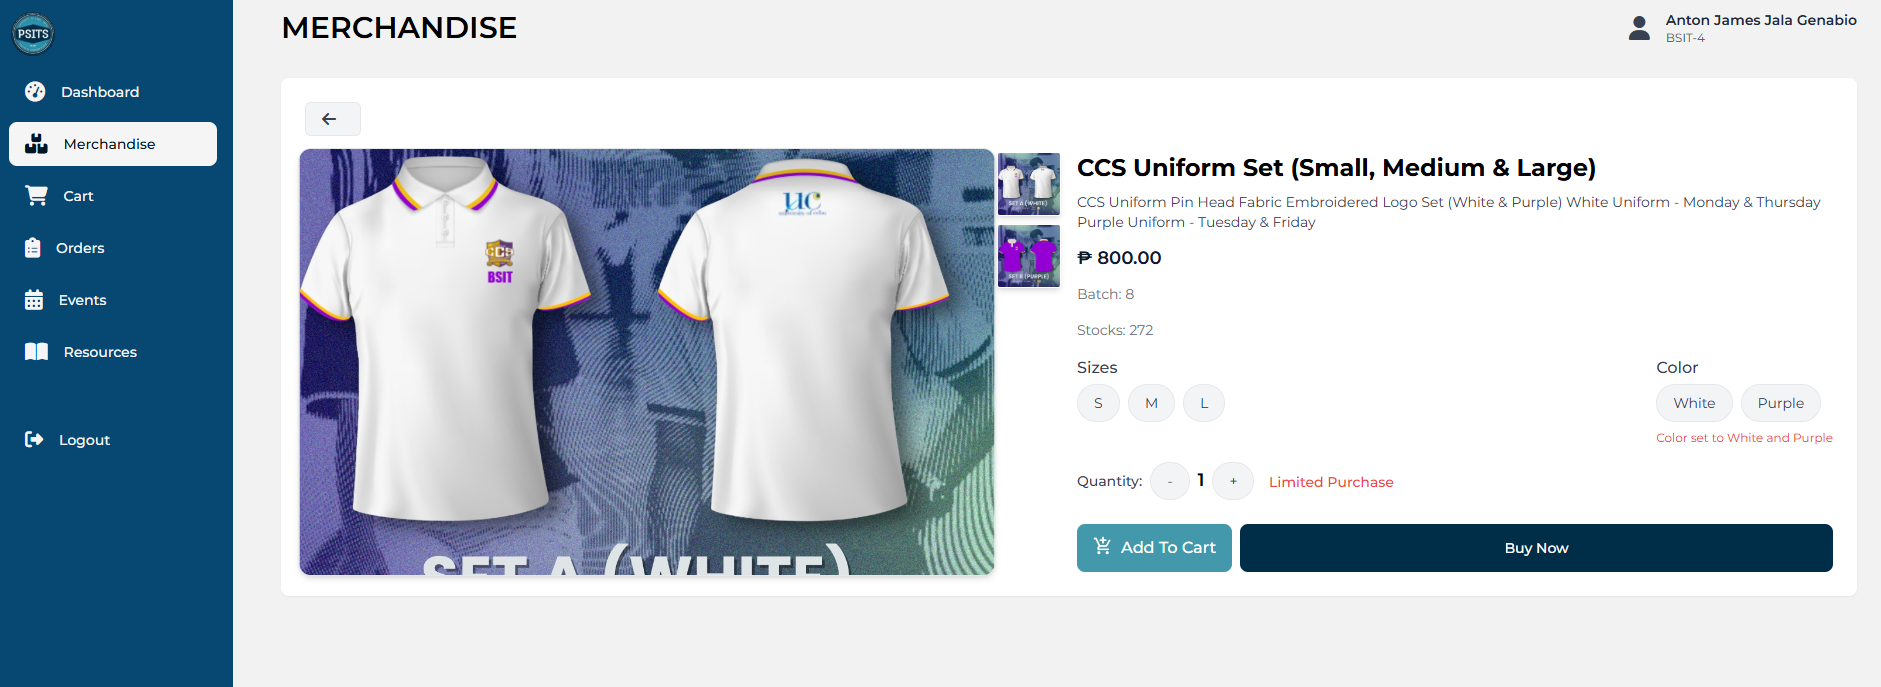 PSITS
MERCHANDISE
Anton James Jala Genabio
BSIT-4
Dashboard
Merchandise
Cart
Orders
Events
Resources
Logout
CCS
BSIT
uc
SET A (WHITE)
SET A (WHITE)
SET B (PURPLE)
CCS Uniform Set (Small, Medium & Large)
CCS Uniform Pin Head Fabric Embroidered Logo Set (White & Purple) White Uniform - Monday & Thursday
Purple Uniform - Tuesday & Friday
₱ 800.00
Batch: 8
Stocks: 272
Sizes
S M L
Color
White Purple
Color set to White and Purple
Quantity: - 1 + Limited Purchase
Add To Cart
Buy Now